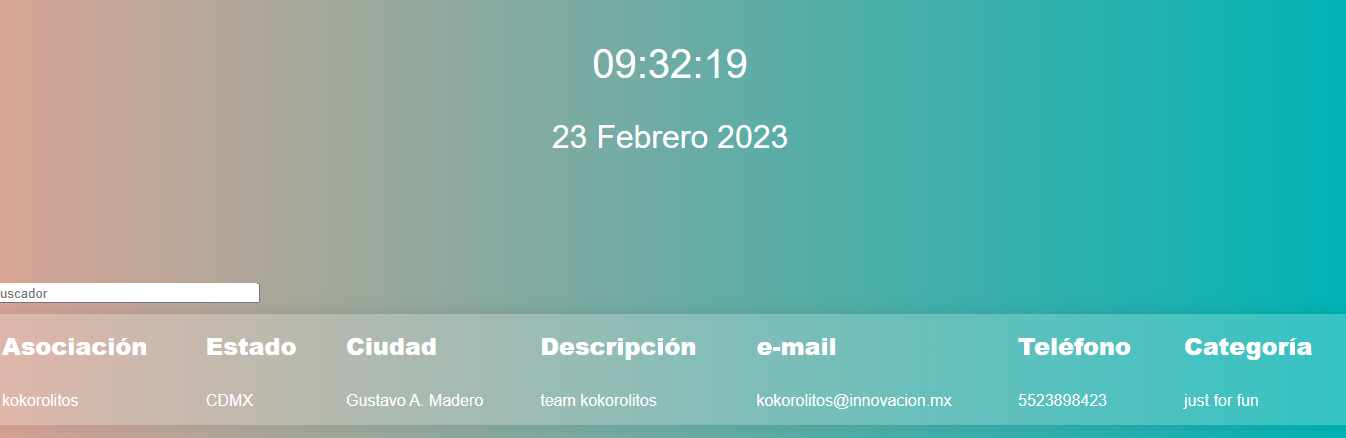 09:32:19
23 Febrero 2023
uscador
Asociación Estado Ciudad Descripción e-mail Teléfono Categoría
kokorolitos CDMX Gustavo A. Madero team kokorolitos kokorolitos@innovacion.mx 5523898423 just for fun